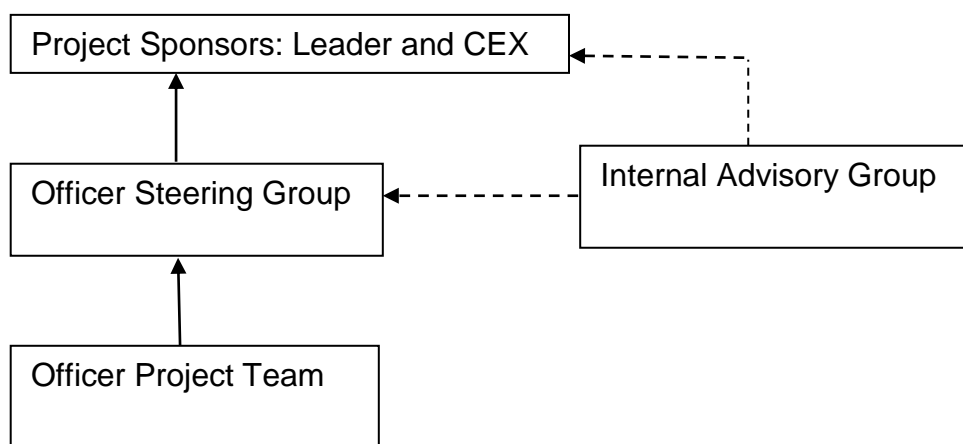 Project Sponsors: Leader and CEX
Officer Steering Group
Internal Advisory Group
Officer Project Team